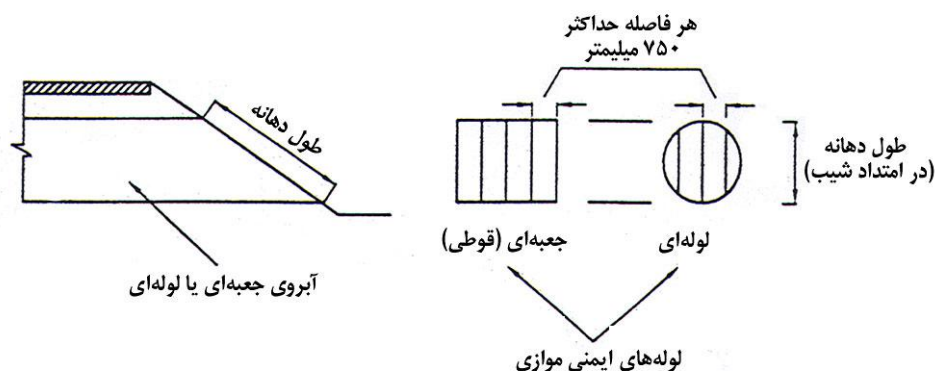 هر فاصله حداکثر
۷۵۰ میلیمتر
طول دهانه
طول دهانه
(در امتداد شیب)
لوله‌ای
جعبه‌ای (قوطی)
آبروی جعبه‌ای یا لوله‌ای
لوله‌های ایمنی موازی